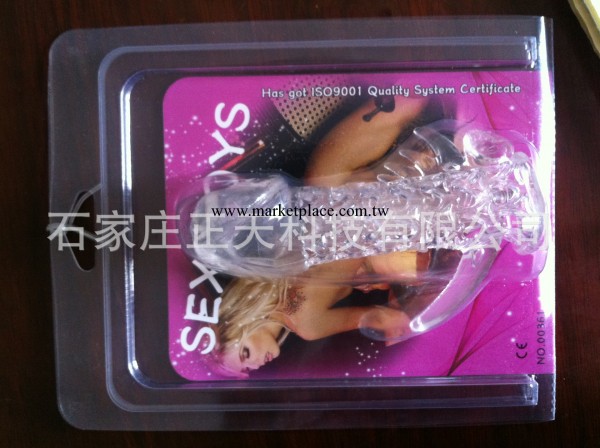 Has got ISO9001 Quality System Certificate
SEX TOYS
www.marketplace.com.tw
石家庄正天科技有限公司
CE
NO.00361